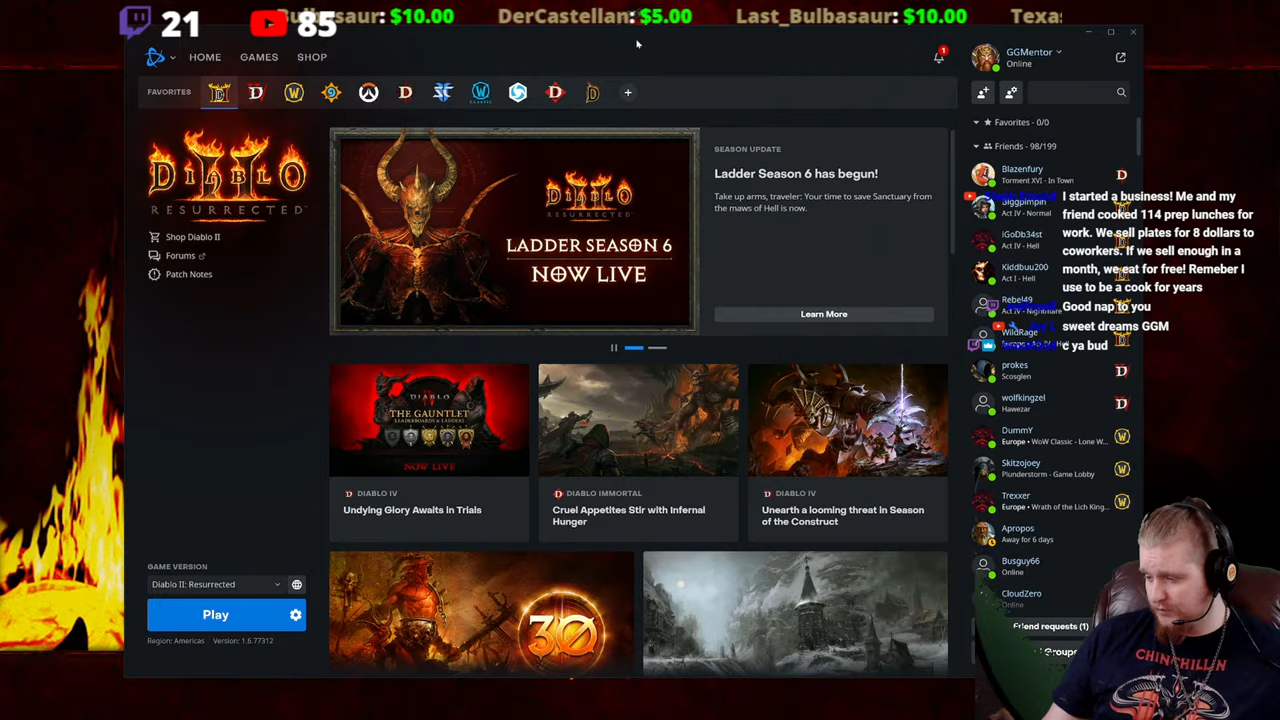 Bulbasaur: $10.00 DerCastellan: $5.00 Last_Bulbasaur: $10.00 Texas
21 85
HOME GAMES SHOP
1
GGMentor
Online
FAVORITES
Favorites - 0/0
Friends - 98/199
DIABLO II
RESURRECTED
Shop Diablo II
Forums
Patch Notes
DIABLO II
RESURRECTED
LADDER SEASON 6
NOW LIVE
SEASON UPDATE
Ladder Season 6 has begun!
Take up arms, traveler: Your time to save Sanctuary from
the maws of Hell is now.
Learn More
DIABLO
THE GAUNTLET
LEADERBOARDS & LADDERS
NOW LIVE
DIABLO IV
Undying Glory Awaits in Trials
DIABLO IMMORTAL
Cruel Appetites Stir with Infernal
Hunger
DIABLO IV
Unearth a looming threat in Season
of the Construct
30
GAME VERSION
Diablo II: Resurrected
Play
Region: Americas Version: 1.6.77312
Blazenfury
Torment XVI - In Town
Act IV - Normal
iGoDb34st
Act IV - Hell
Kiddbuu200
Act I - Hell
Rebel49
Act IV - Nightmare
WildRage
prokes
Scosglen
wolfkingzel
Hawezar
DummY
Europe • WoW Classic - Lone W...
Skitzojoey
Plunderstorm - Game Lobby
Trexxer
Europe • Wrath of the Lich King...
Apropos
Away for 6 days
Busguy66
Online
CloudZero
Online
Friend requests (1)
Groups
I started a business! Me and my
friend cooked 114 prep lunches for
work. We sell plates for 8 dollars to
coworkers. If we sell enough in a
month, we eat for free! Remeber I
use to be a cook for years
Good nap to you
sweet dreams GGM
c ya bud
CHINCHILLIN